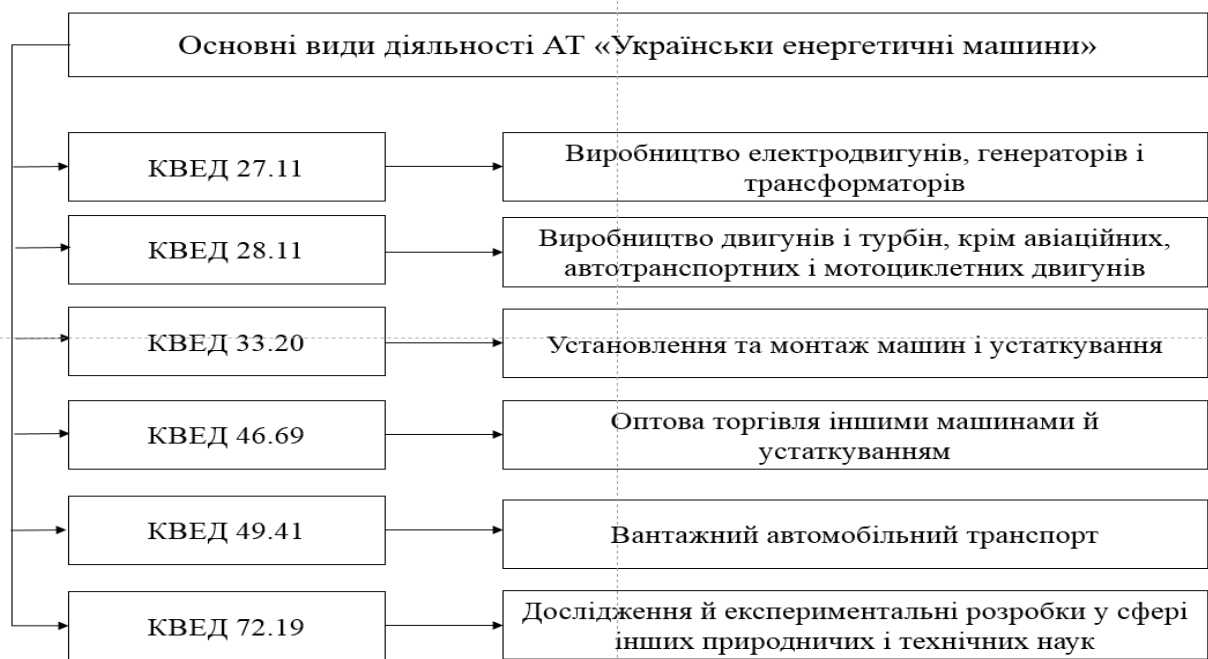 Основні види діяльності АТ «Українськи енергетичні машини»
КВЕД 27.11
Виробництво електродвигунів, генераторів і
трансформаторів
КВЕД 28.11
Виробництво двигунів і турбін, крім авіаційних,
автотранспортних і мотоциклетних двигунів
КВЕД 33.20
Установлення та монтаж машин і устаткування
КВЕД 46.69
Оптова торгівля іншими машинами й
устаткуванням
КВЕД 49.41
Вантажний автомобільний транспорт
КВЕД 72.19
Дослідження й експериментальні розробки у сфері
інших природничих і технічних наук